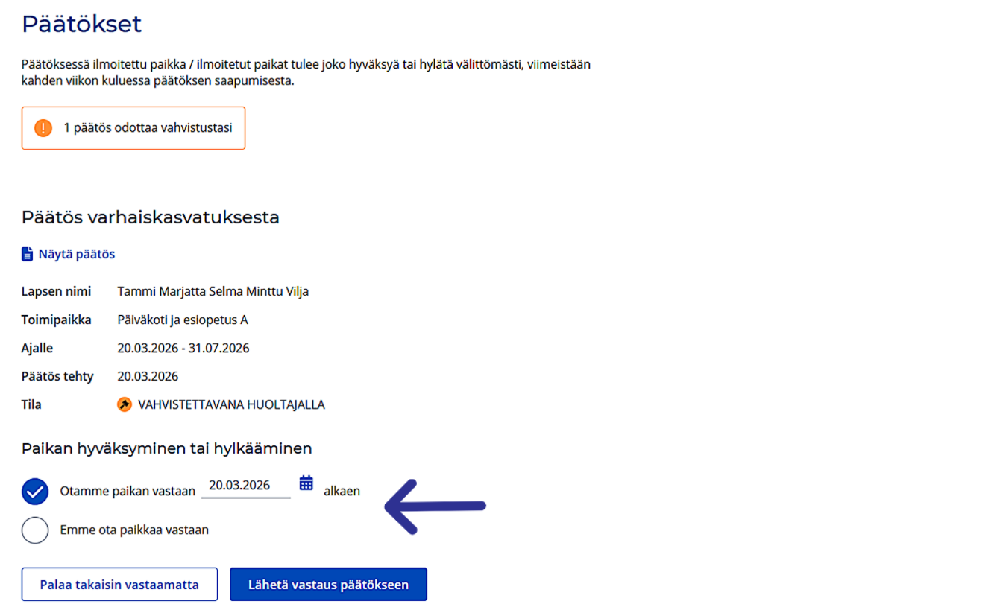 Päätökset
Päätöksessä ilmoitettu paikka / ilmoitetut paikat tulee joko hyväksyä tai hylätä välittömästi, viimeistään
kahden viikon kuluessa päätöksen saapumisesta.
1 päätös odottaa vahvistustasi
Päätös varhaiskasvatuksesta
Näytä päätös
Lapsen nimi Tammi Marjatta Selma Minttu Vilja
Toimipaikka Päiväkoti ja esiopetus A
Ajalle 20.03.2026 - 31.07.2026
Päätös tehty 20.03.2026
Tila VAHVISTETTAVANA HUOLTAJALLA
Paikan hyväksyminen tai hylkääminen
Otamme paikan vastaan 20.03.2026 alkaen
Emme ota paikkaa vastaan
Palaa takaisin vastaamatta Lähetä vastaus päätökseen